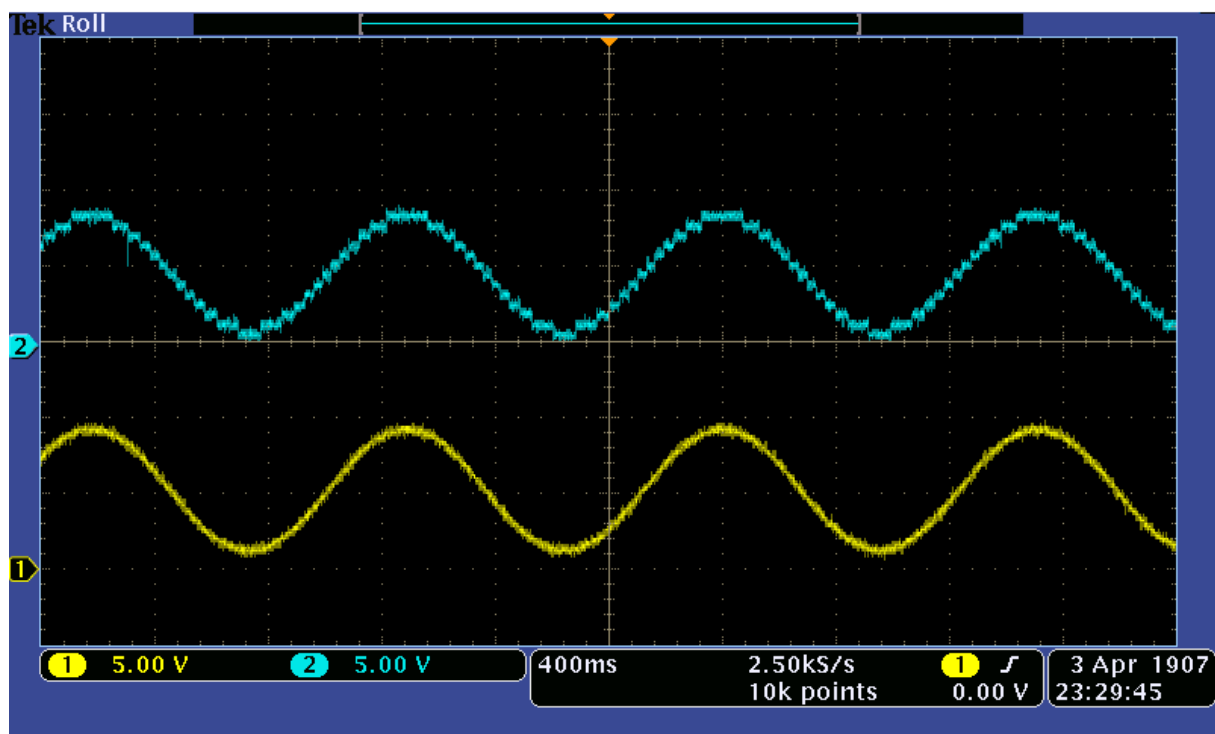 Tek Roll
2
1
1 5.00 V 2 5.00 V
400ms 2.50kS/s 1
10k points 0.00 V
3 Apr 1907
23:29:45